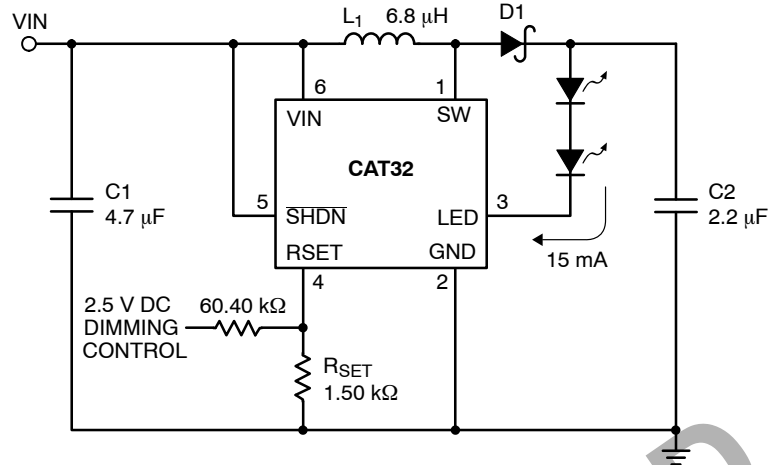 VIN
L1 6.8 μH
D1
6
1
VIN
SW
CAT32
C1
4.7 μF
5
SHDN
LED
3
C2
2.2 μF
RSET
GND
15 mA
4
2
2.5 V DC
DIMMING
CONTROL
60.40 kΩ
RSET
1.50 kΩ